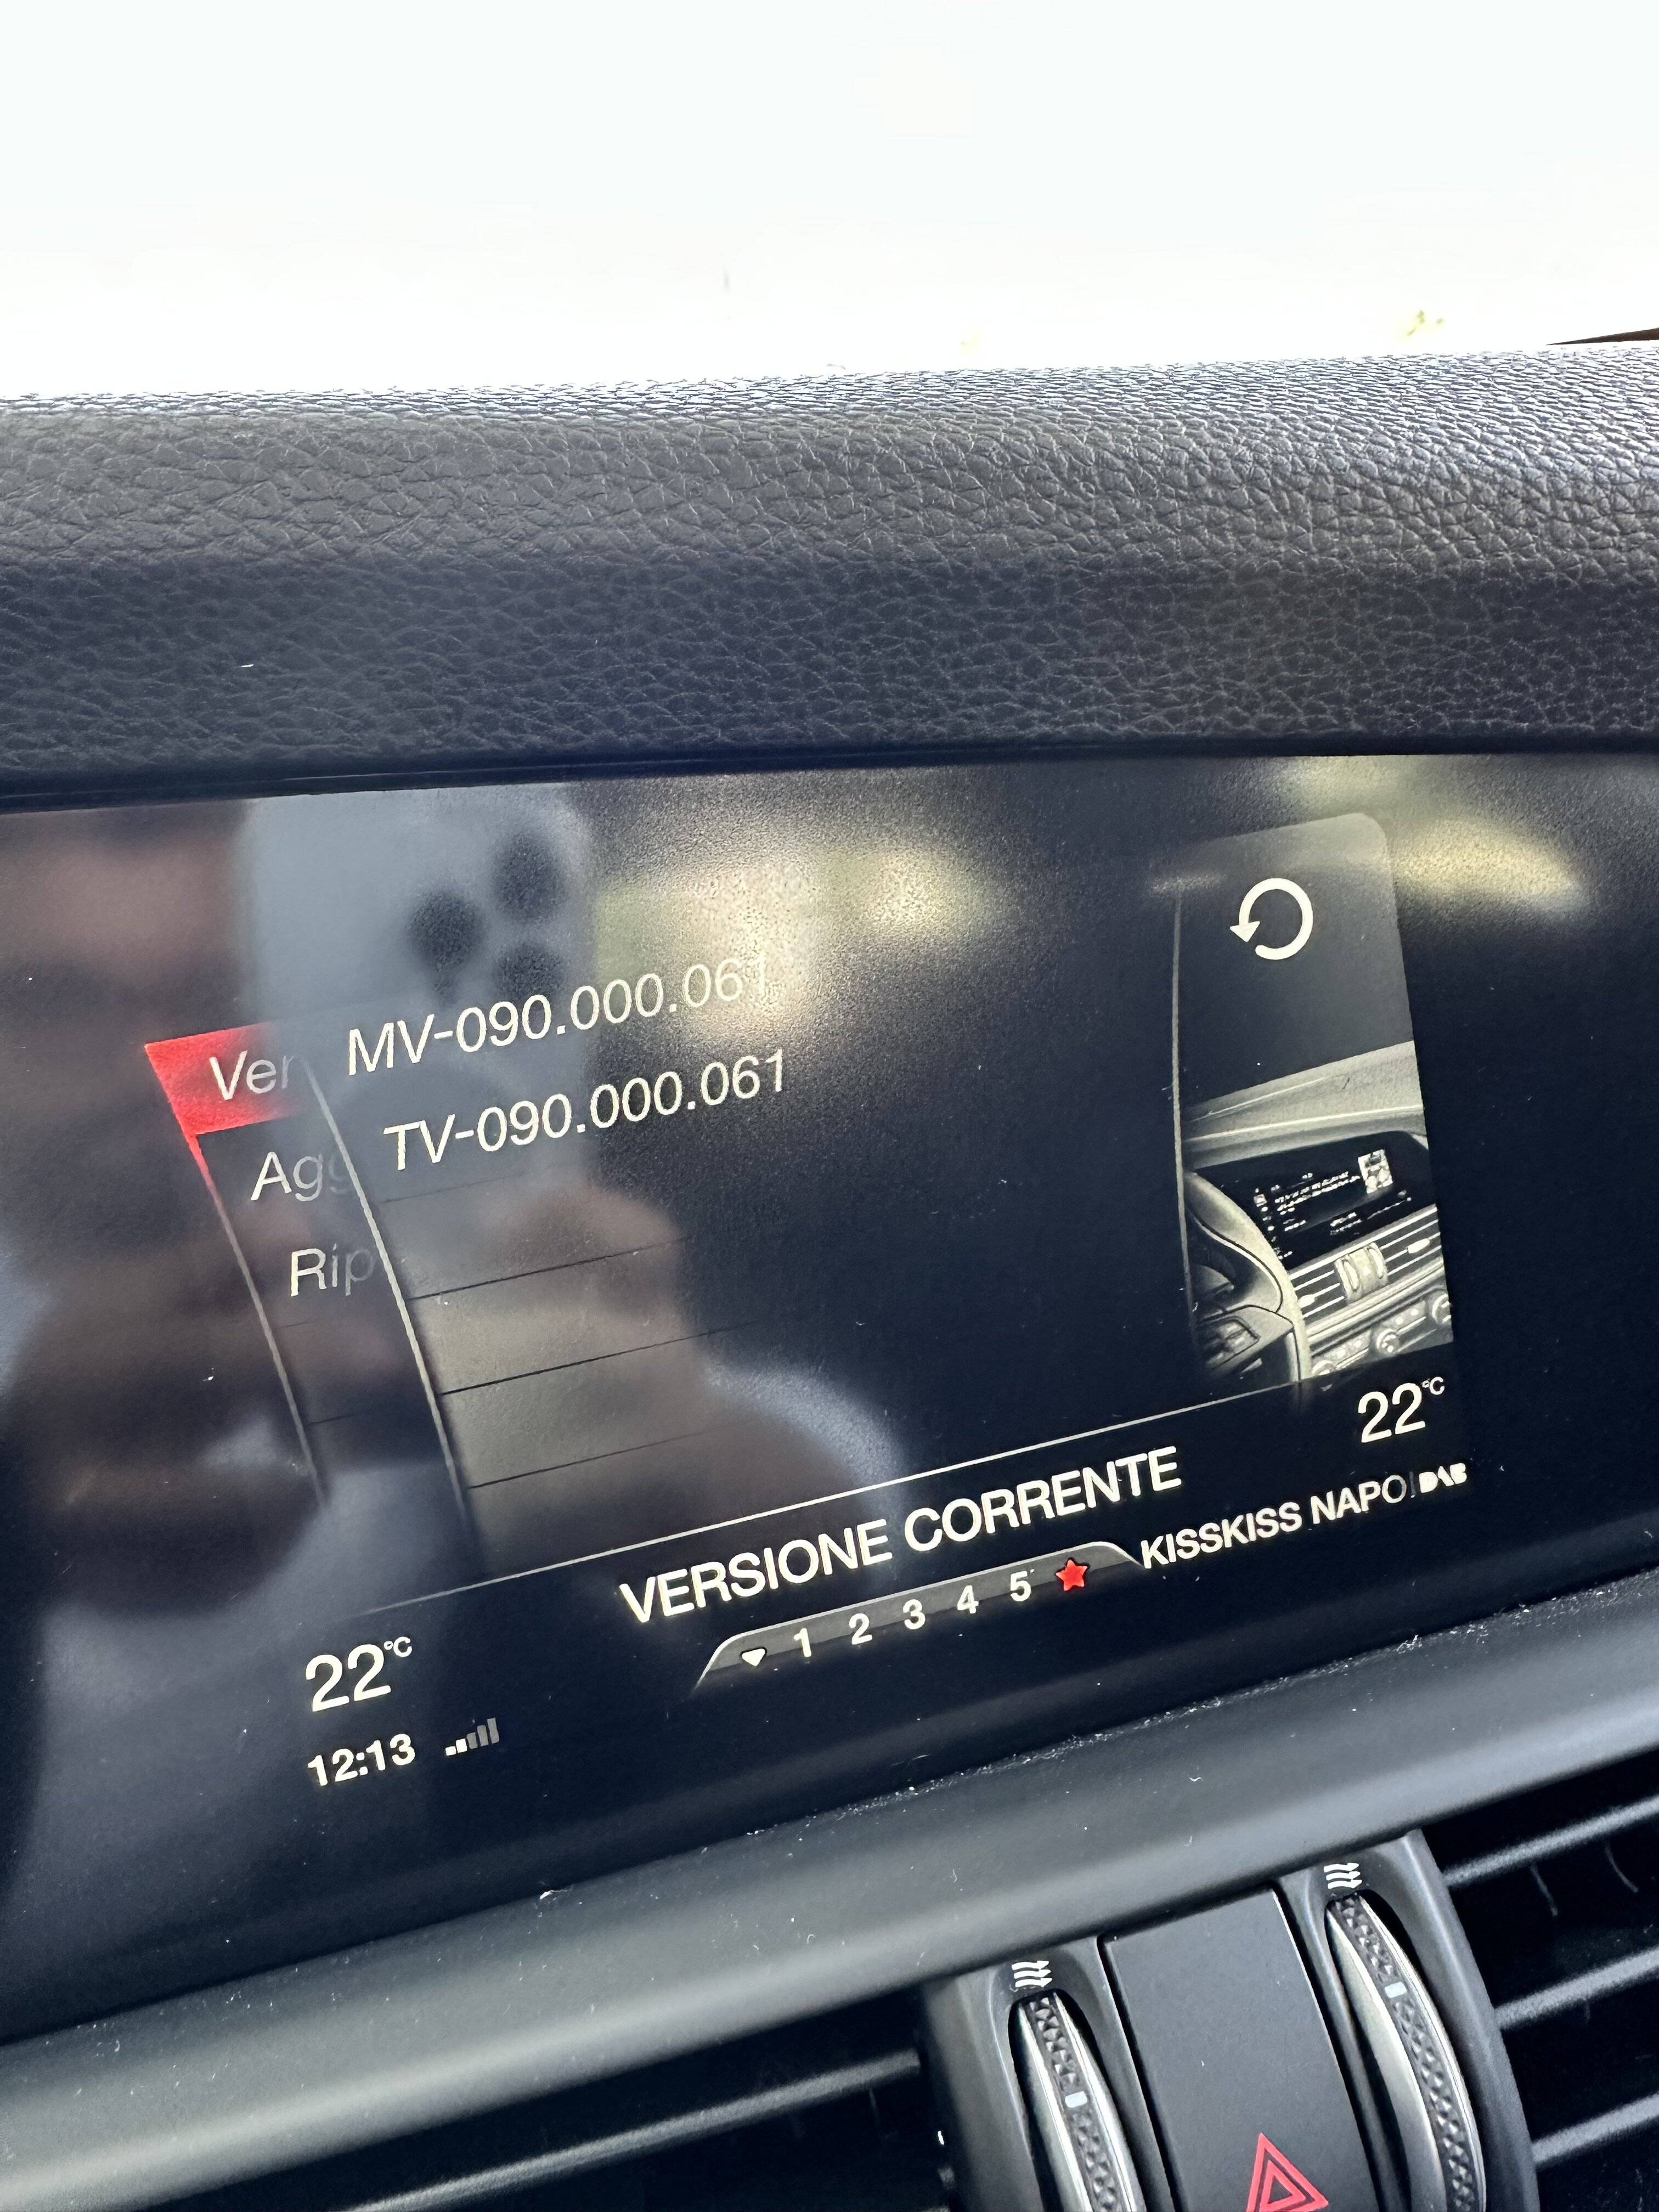 Ver
MV-090.000.061
Agg
TV-090.000.061
Rip
VERSIONE CORRENTE
22°C
1 2 3 4 5
KISSKISS NAPO
DAB
22°C
12:13